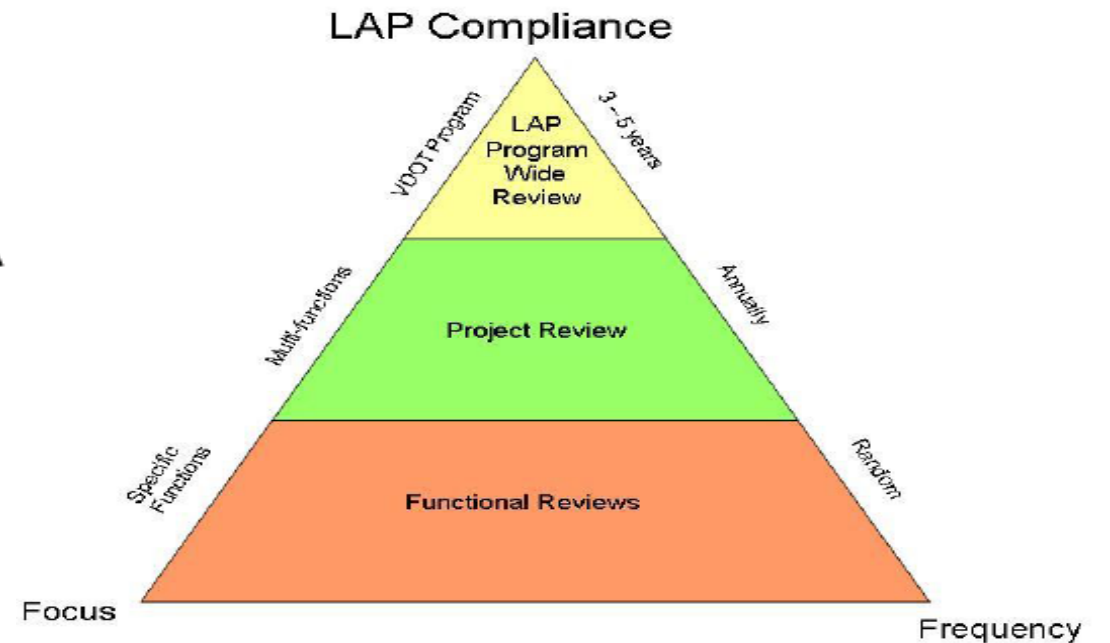 LAP Compliance
VDOT Program
3 – 5 years
LAP
Program
Wide
Review
Multi-functions
Annually
Project Review
Specific
Functions
Random
Functional Reviews
Focus
Frequency